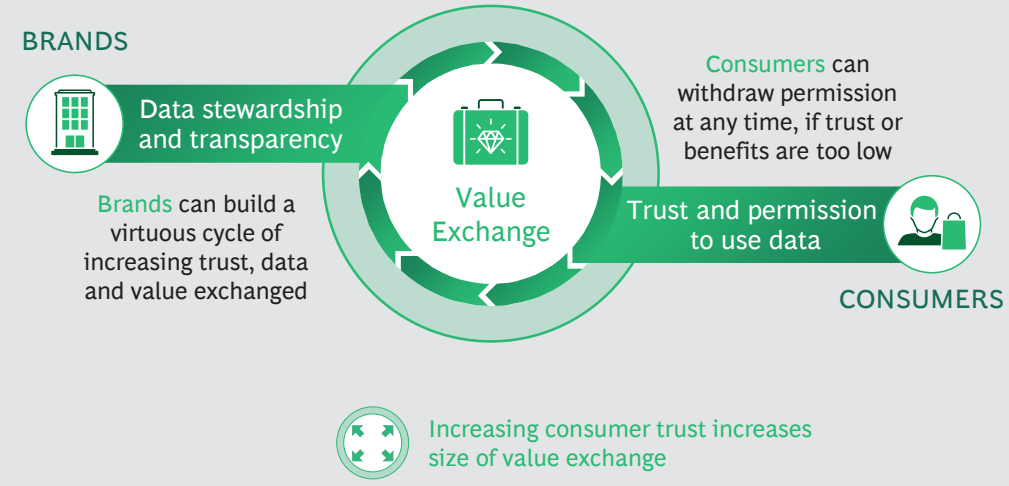 BRANDS
Data stewardship
and transparency
Brands can build a
virtuous cycle of
increasing trust, data
and value exchanged
Value
Exchange
Consumers can
withdraw permission
at any time, if trust or
benefits are too low
Trust and permission
to use data
CONSUMERS
Increasing consumer trust increases
size of value exchange